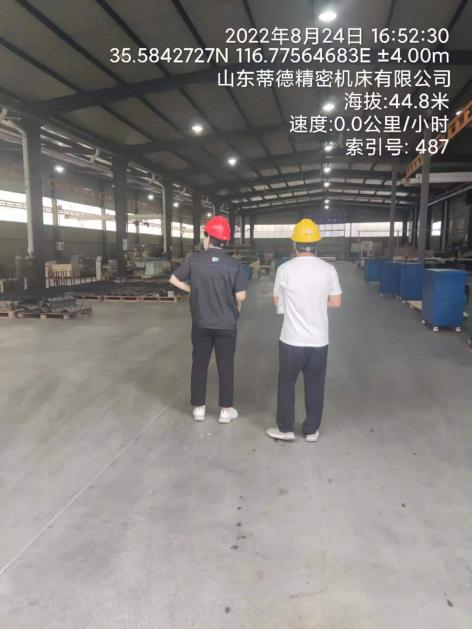 2022年8月24日 16:52:30
35.5842727N 116.77564683E ±4.00m
山东蒂德精密机床有限公司
海拔:44.8米
速度:0.0公里/小时
索引号: 487